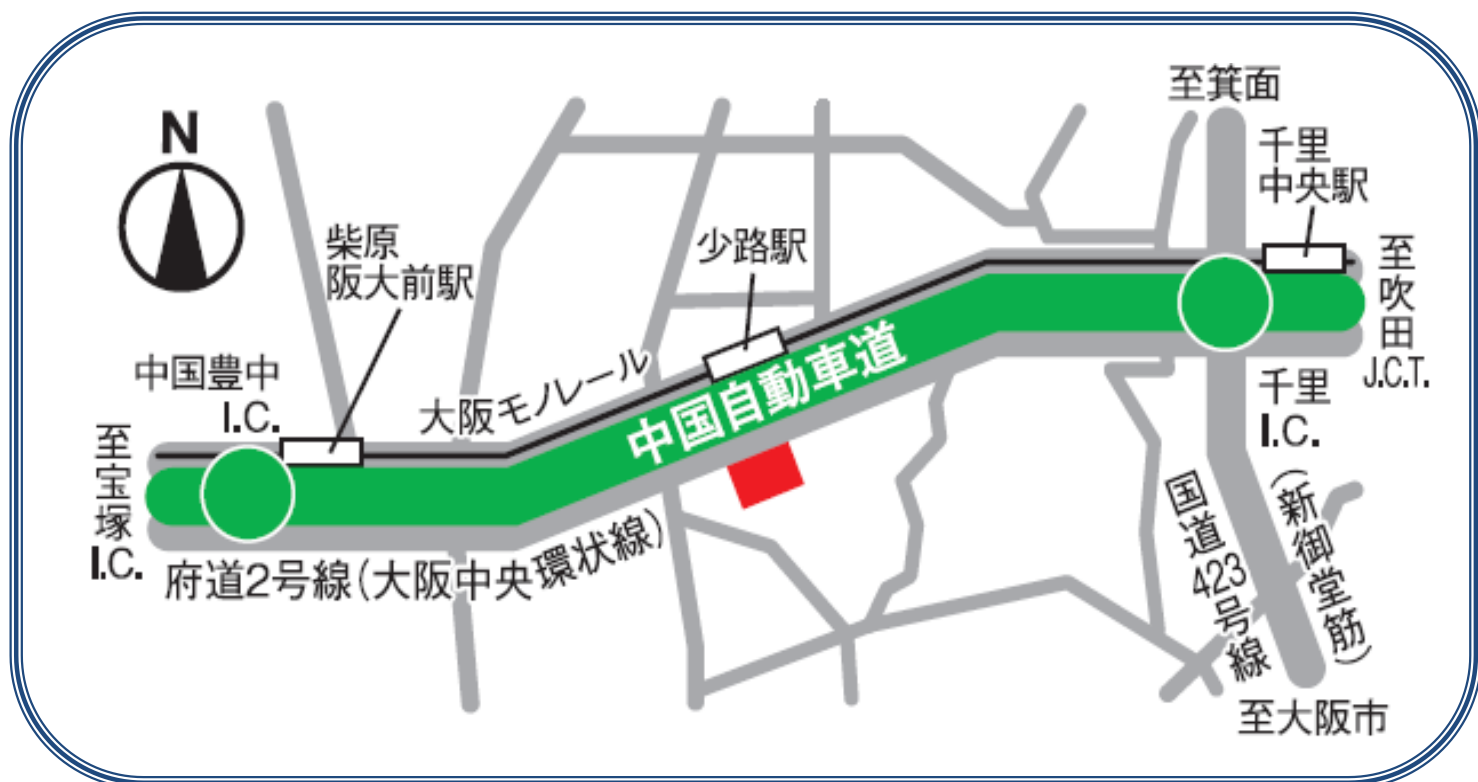 至箕面
N
千里
中央駅
柴原
阪大前駅
少路駅
至吹田
J.C.T.
中国豊中
I.C.
大阪モノレール
中国自動車道
千里
I.C.
至宝塚
I.C.
府道2号線(大阪中央環状線)
国道423号線
(新御堂筋)
至大阪市